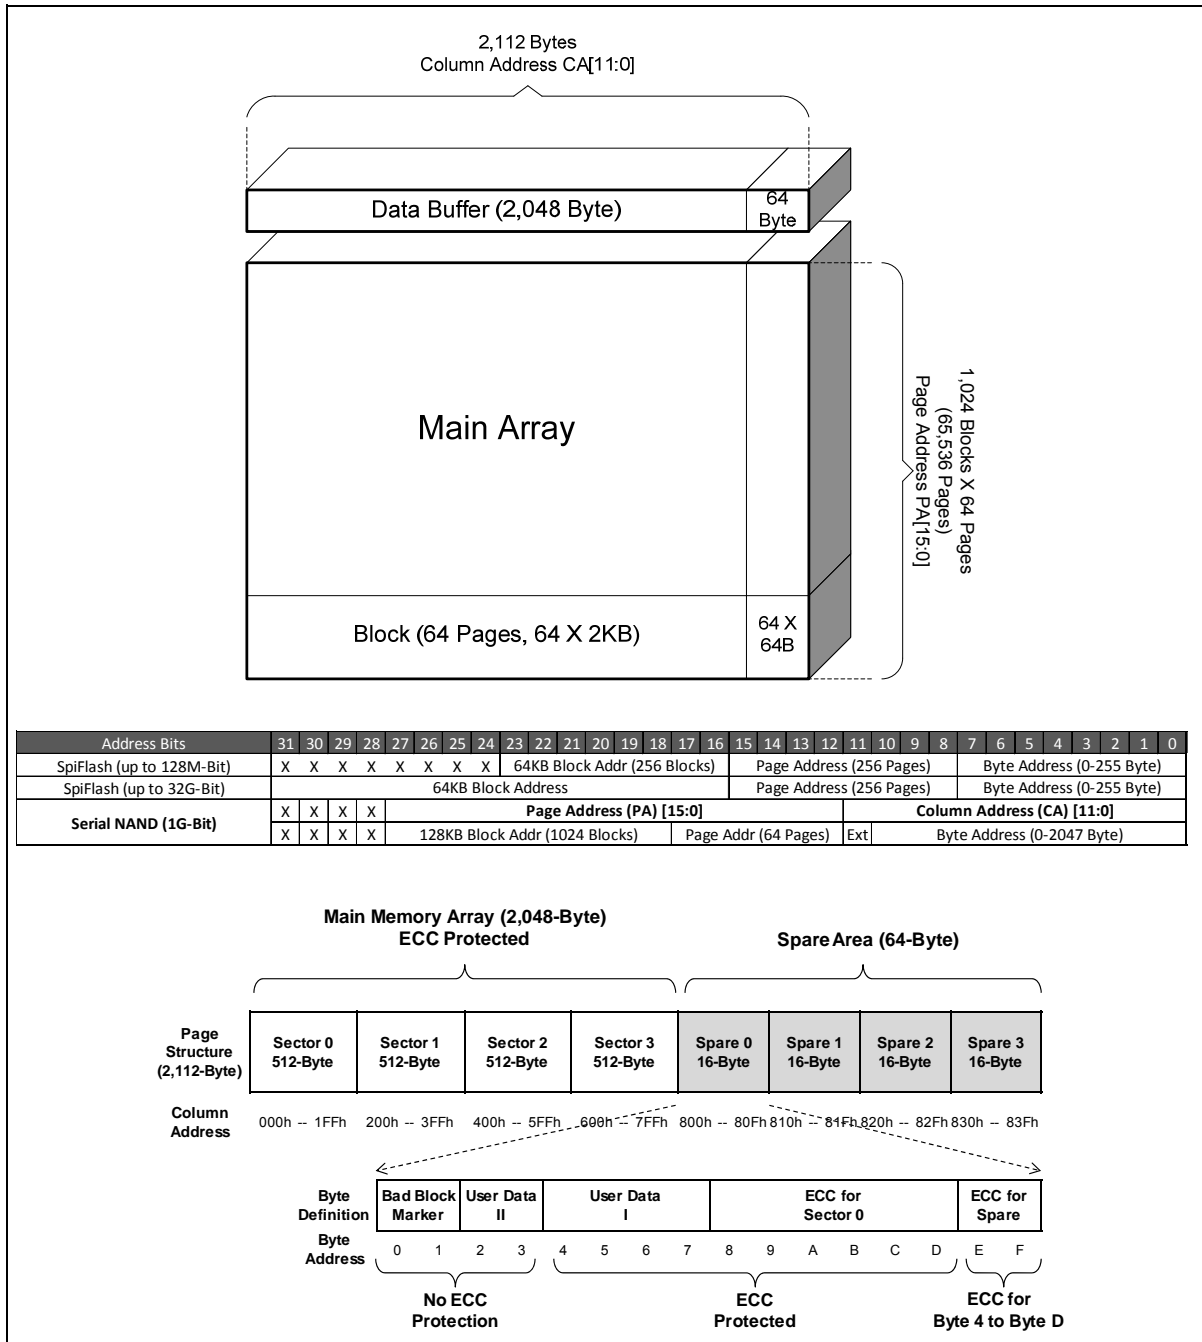 2,112 Bytes
Column Address CA[11:0]
Data Buffer (2,048 Byte)
64
Byte
Main Array
1,024 Blocks X 64 Pages
(65,536 Pages)
Page Address PA[15:0]
Block (64 Pages, 64 X 2KB)
64 X
64B
Address Bits 31 30 29 28 27 26 25 24 23 22 21 20 19 18 17 16 15 14 13 12 11 10 9 8 7 6 5 4 3 2 1 0
SpiFlash (up to 128M-Bit) X X X X X X X X 64KB Block Addr (256 Blocks) Page Address (256 Pages) Byte Address (0-255 Byte)
SpiFlash (up to 32G-Bit) 64KB Block Address Page Address (256 Pages) Byte Address (0-255 Byte)
Serial NAND (1G-Bit) X X X X Page Address (PA) [15:0] Column Address (CA) [11:0]
X X X X 128KB Block Addr (1024 Blocks) Page Addr (64 Pages) Ext Byte Address (0-2047 Byte)
Main Memory Array (2,048-Byte)
ECC Protected
Spare Area (64-Byte)
Page
Structure
(2,112-Byte)
Sector 0
512-Byte
Sector 1
512-Byte
Sector 2
512-Byte
Sector 3
512-Byte
Spare 0
16-Byte
Spare 1
16-Byte
Spare 2
16-Byte
Spare 3
16-Byte
Column
Address
000h -- 1FFh 200h -- 3FFh 400h -- 5FFh 600h -- 7FFh 800h -- 80Fh 810h -- 81Fh 820h -- 82Fh 830h -- 83Fh
Byte
Definition
Bad Block
Marker
User Data
II
User Data
I
ECC for
Sector 0
ECC for
Spare
Byte
Address
0 1 2 3 4 5 6 7 8 9 A B C D E F
No ECC
Protection
ECC
Protected
ECC for
Byte 4 to Byte D